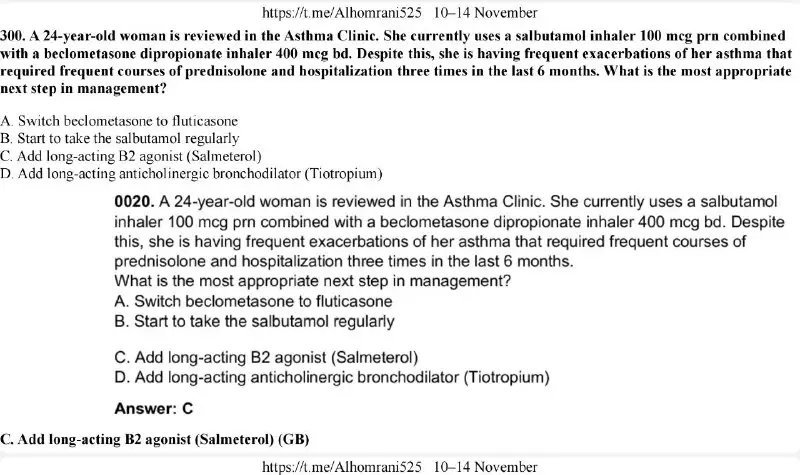 https://t.me/Alhomrani525 10–14 November
300. A 24-year-old woman is reviewed in the Asthma Clinic. She currently uses a salbutamol inhaler 100 mcg prn combined
with a beclometasone dipropionate inhaler 400 mcg bd. Despite this, she is having frequent exacerbations of her asthma that
required frequent courses of prednisolone and hospitalization three times in the last 6 months. What is the most appropriate
next step in management?
A. Switch beclometasone to fluticasone
B. Start to take the salbutamol regularly
C. Add long-acting B2 agonist (Salmeterol)
D. Add long-acting anticholinergic bronchodilator (Tiotropium)
0020. A 24-year-old woman is reviewed in the Asthma Clinic. She currently uses a salbutamol
inhaler 100 mcg prn combined with a beclometasone dipropionate inhaler 400 mcg bd. Despite
this, she is having frequent exacerbations of her asthma that required frequent courses of
prednisolone and hospitalization three times in the last 6 months.
What is the most appropriate next step in management?
A. Switch beclometasone to fluticasone
B. Start to take the salbutamol regularly
C. Add long-acting B2 agonist (Salmeterol)
D. Add long-acting anticholinergic bronchodilator (Tiotropium)
Answer: C
C. Add long-acting B2 agonist (Salmeterol) (GB)
https://t.me/Alhomrani525 10–14 November